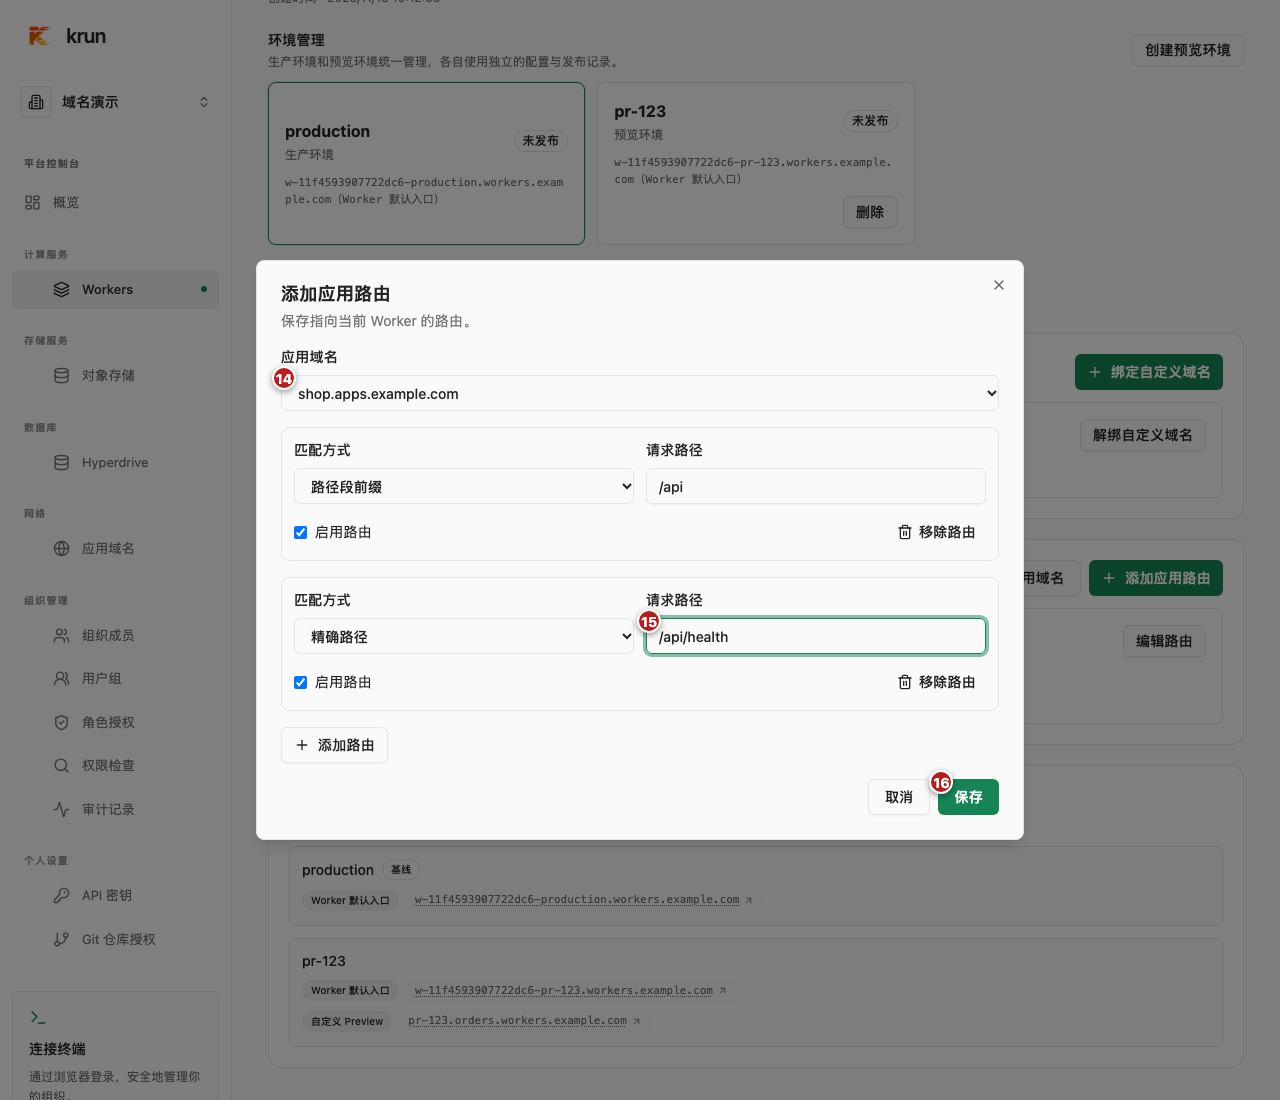 krun
域名演示
平台控制台
概览
计算服务
Workers
存储服务
对象存储
数据库
Hyperdrive
网络
应用域名
组织管理
组织成员
用户组
角色授权
权限检查
审计记录
个人设置
API 密钥
Git 仓库授权
连接终端
通过浏览器登录，安全地管理你
的组织。
环境管理
生产环境和预览环境统一管理，各自使用独立的配置与发布记录。
创建预览环境
production
生产环境
未发布
w-11f4593907722dc6-production.workers.exam
ple.com (Worker 默认入口)
pr-123
预览环境
未发布
w-11f4593907722dc6-pr-123.workers.example.
com (Worker 默认入口)
删除
绑定自定义域名
解绑自定义域名
用域名
添加应用路由
编辑路由
添加应用路由
保存指向当前 Worker 的路由。
应用域名
14
shop.apps.example.com
匹配方式
请求路径
路径段前缀
/api
启用路由
移除路由
匹配方式
请求路径
15
精确路径
/api/health
启用路由
移除路由
添加路由
取消
16
保存
production
基线
Worker 默认入口
w-11f4593907722dc6-production.workers.example.com
pr-123
Worker 默认入口
w-11f4593907722dc6-pr-123.workers.example.com
自定义 Preview
pr-123.orders.workers.example.com